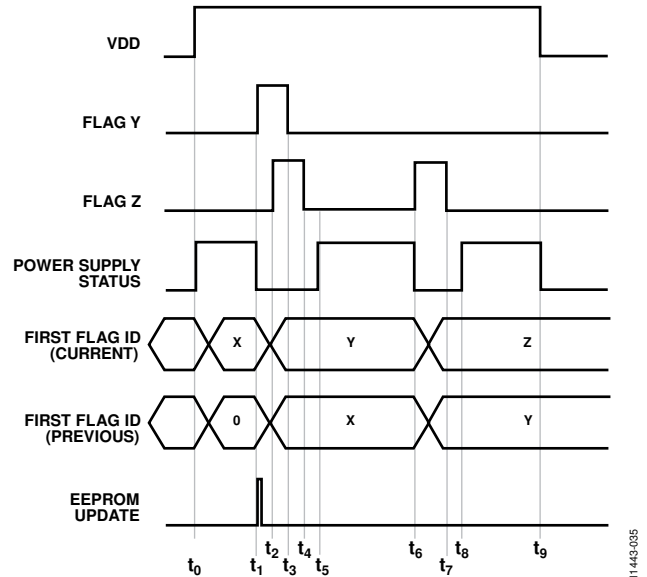 VDD
FLAG Y
FLAG Z
POWER SUPPLY
STATUS
FIRST FLAG ID
(CURRENT)
X
Y
Z
FIRST FLAG ID
(PREVIOUS)
0
X
Y
EEPROM
UPDATE
t0
t1
t2
t3
t4
t5
t6
t7
t8
t9
11443-035